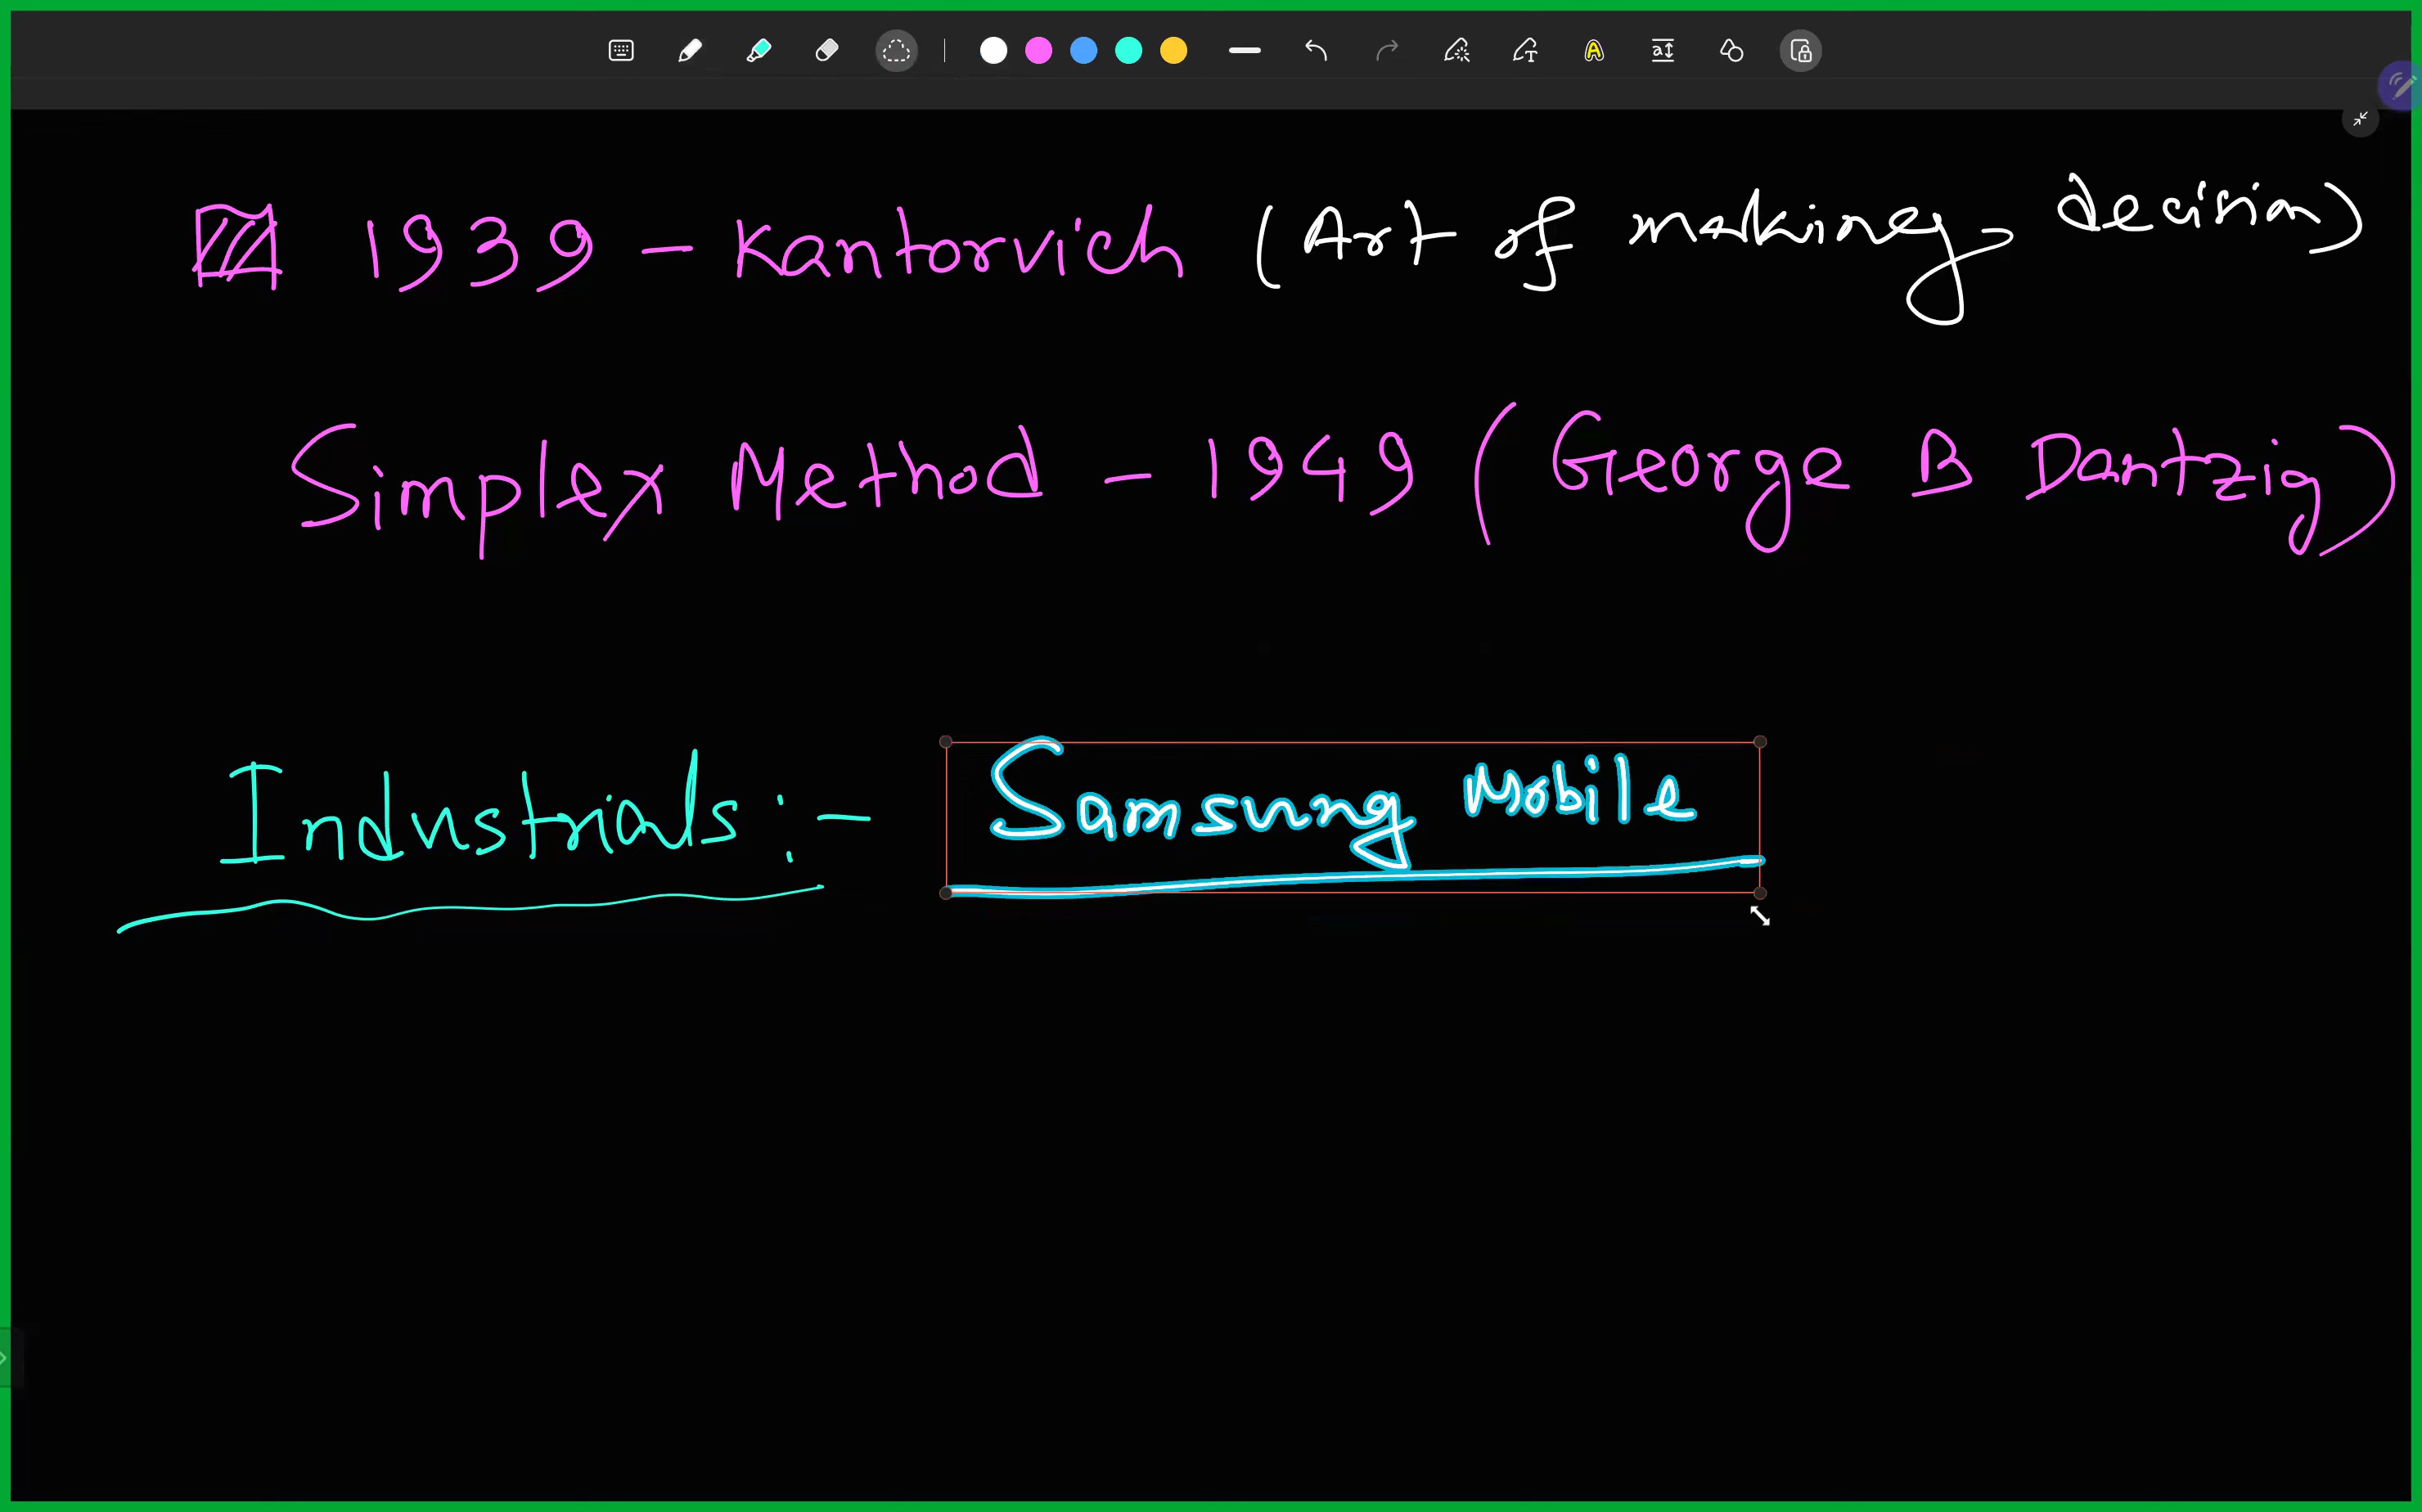 1939 - Kantorvich (Art of making decision)
Simplex Method - 1949 (George B Dantzig)
Industrials :- Samsung Mobile